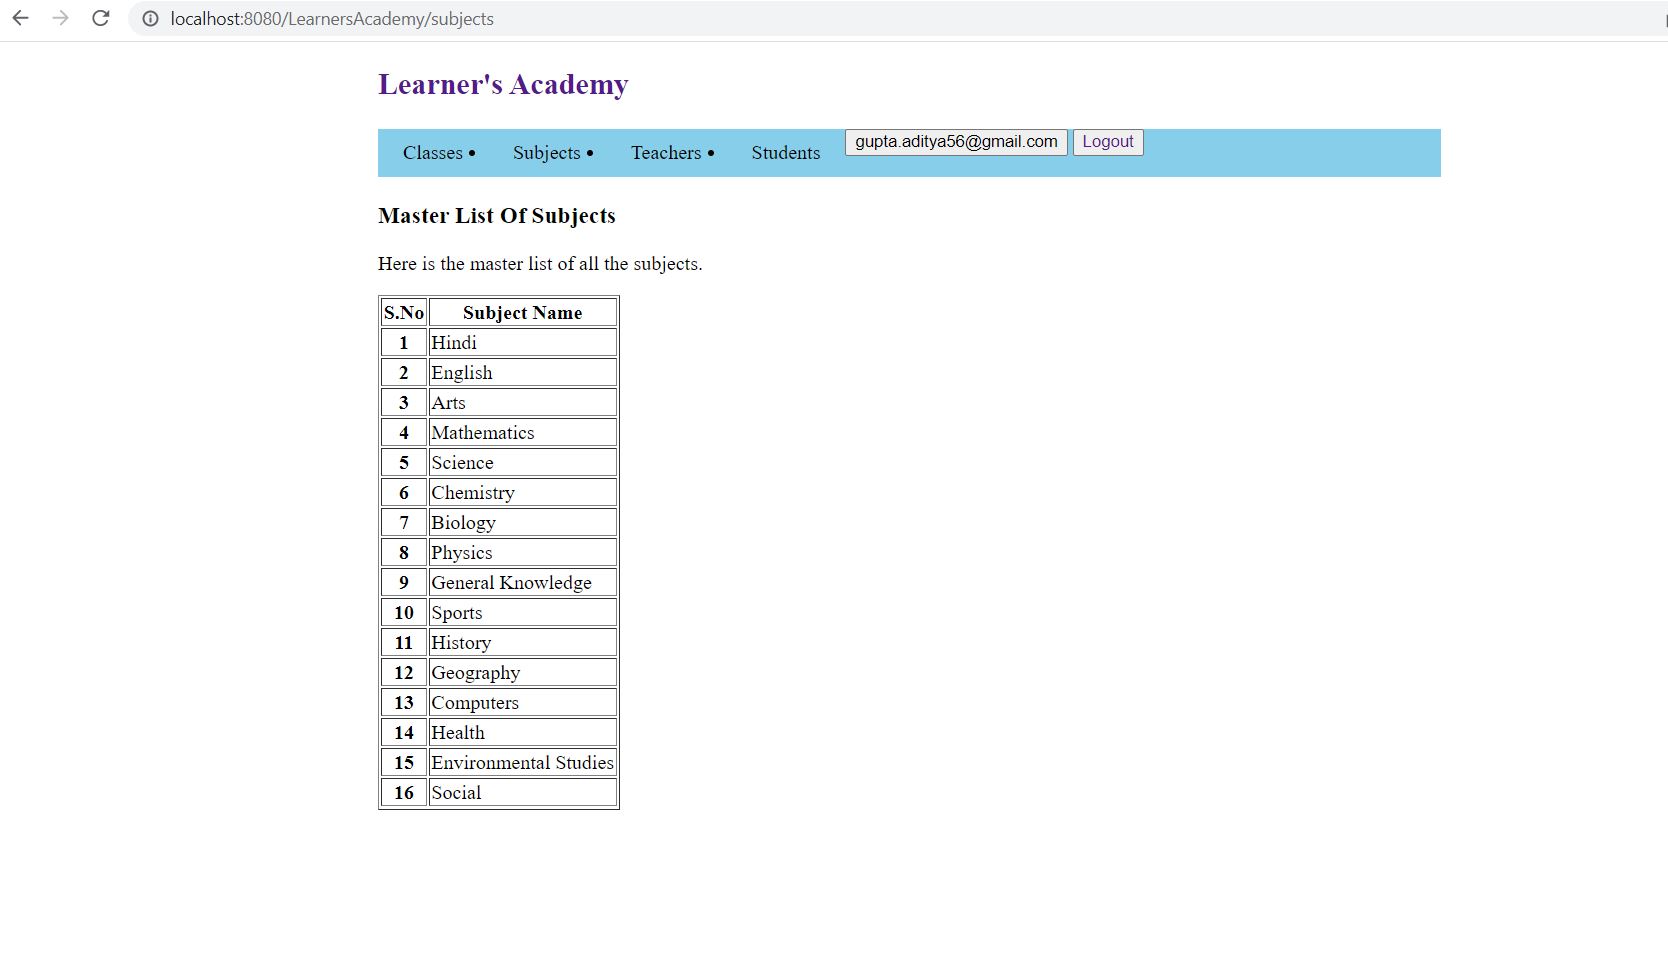 localhost:8080/LearnersAcademy/subjects
Learner's Academy
Classes • Subjects • Teachers • Students gupta.aditya56@gmail.com Logout
Master List Of Subjects
Here is the master list of all the subjects.
S.No Subject Name
1 Hindi
2 English
3 Arts
4 Mathematics
5 Science
6 Chemistry
7 Biology
8 Physics
9 General Knowledge
10 Sports
11 History
12 Geography
13 Computers
14 Health
15 Environmental Studies
16 Social